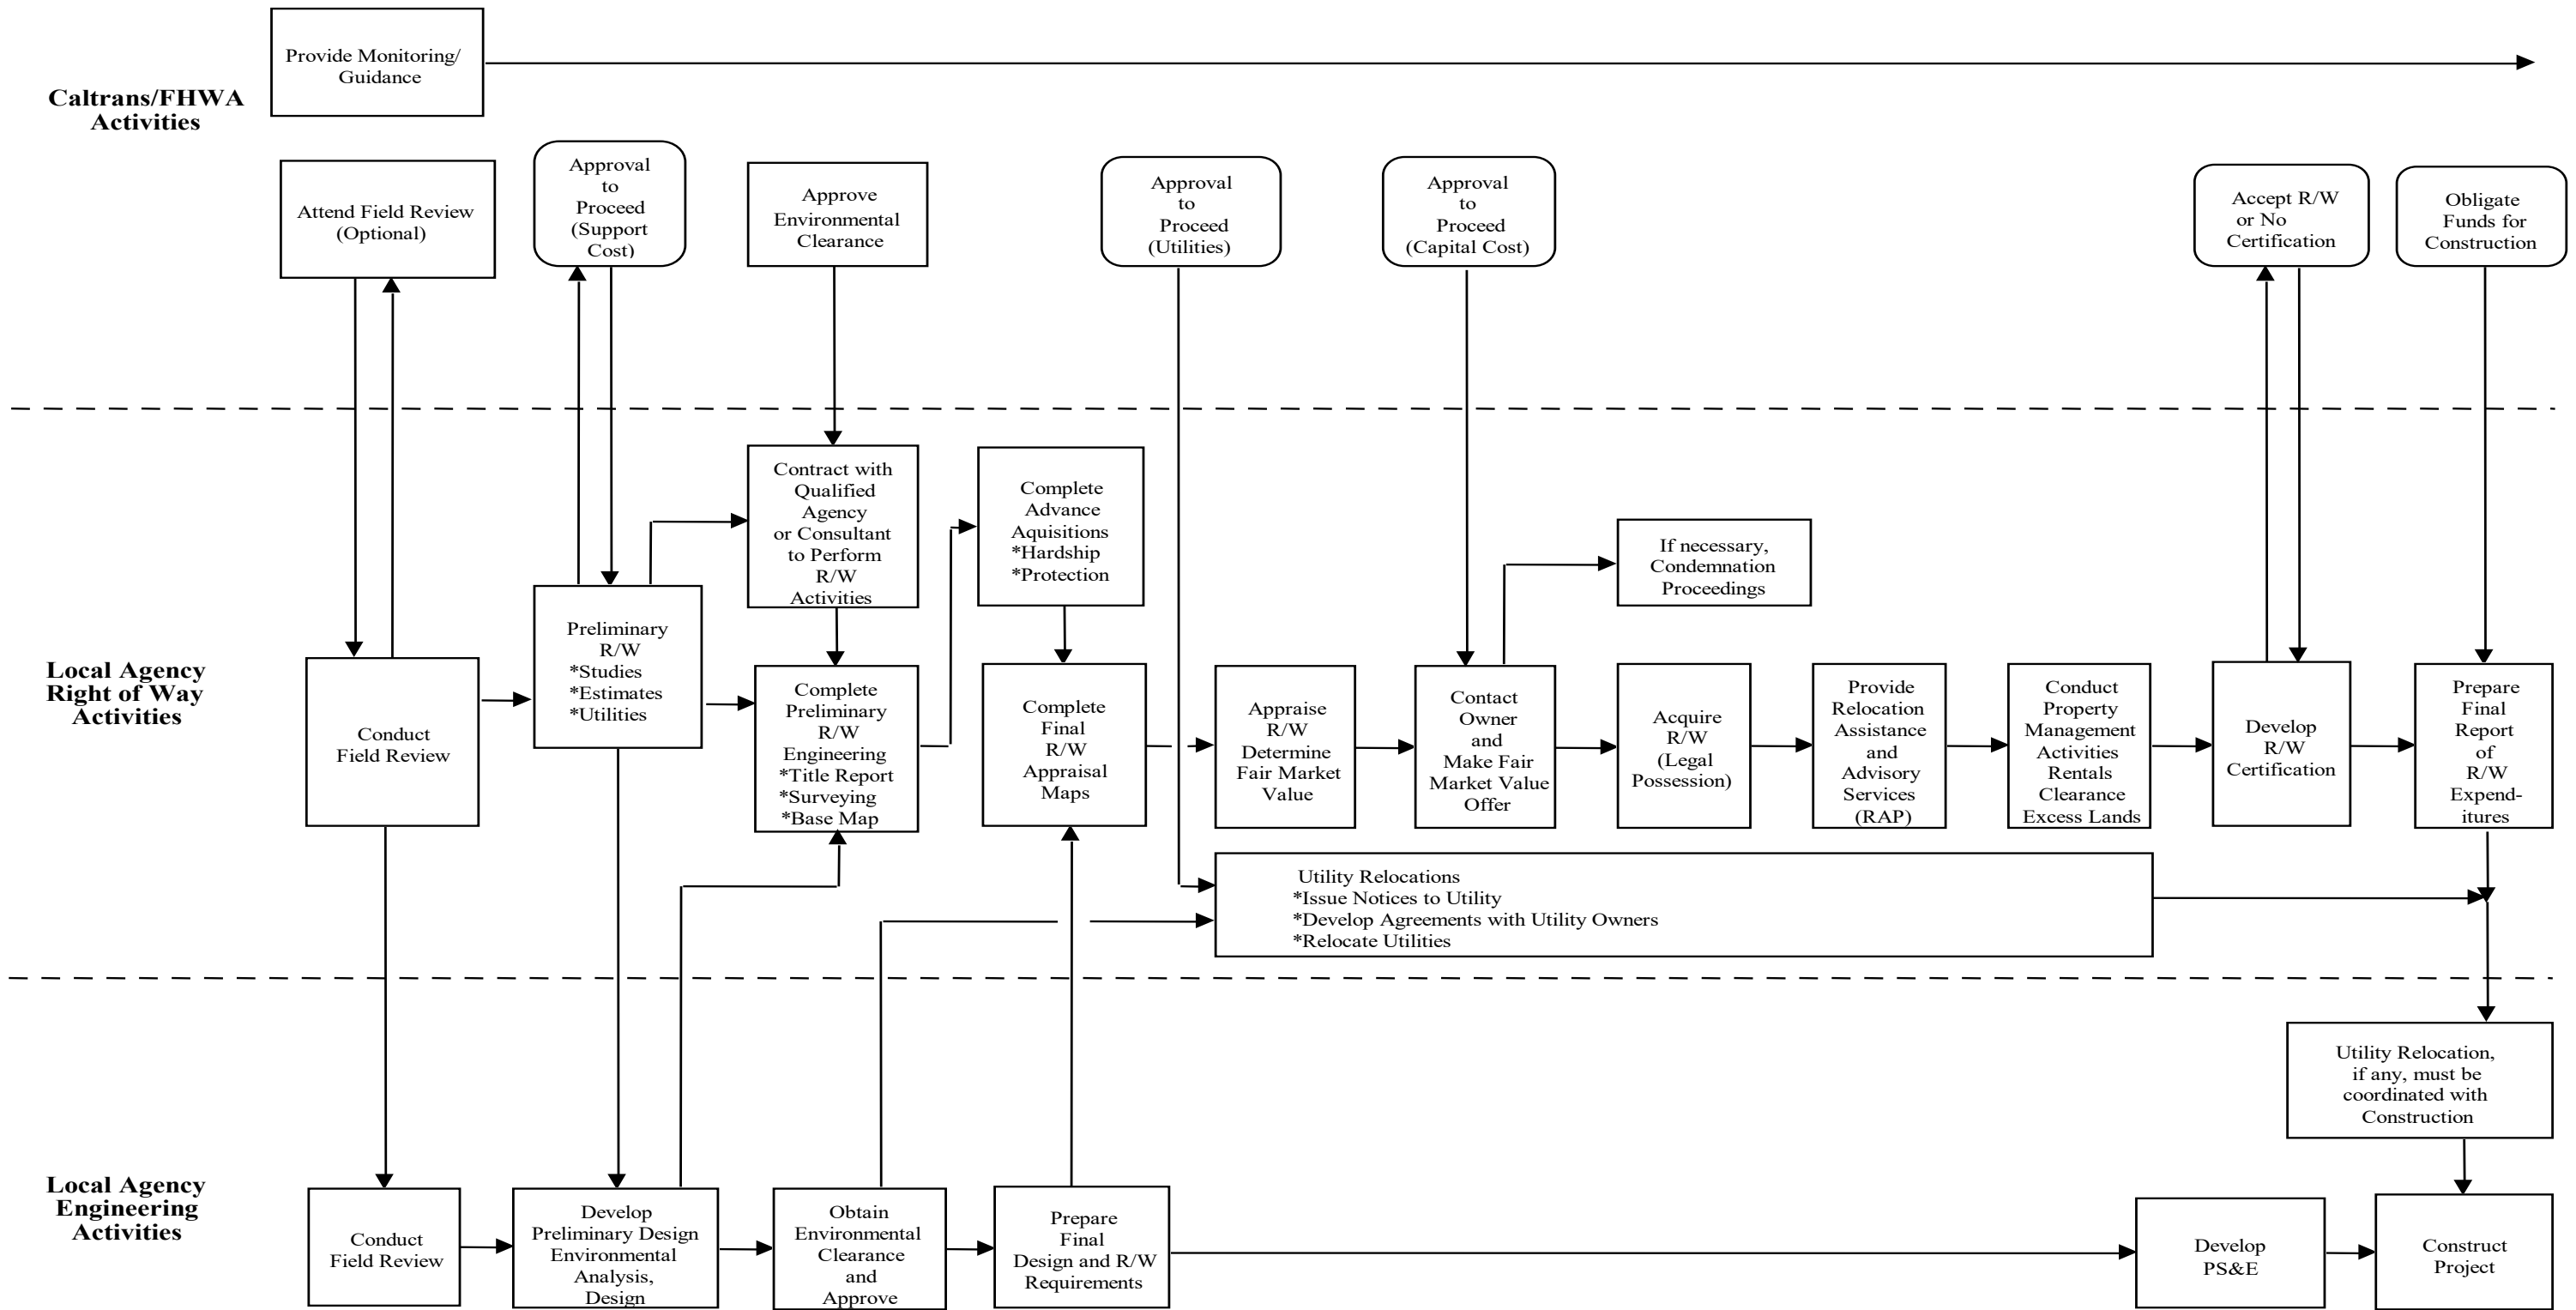 Caltrans/FHWA
Activities
Provide Monitoring/
Guidance
Attend Field Review
(Optional)
Approval
to
Proceed
(Support
Cost)
Approve
Environmental
Clearance
Approval
to
Proceed
(Utilities)
Approval
to
Proceed
(Capital Cost)
Accept R/W
or No
Certification
Obligate
Funds for
Construction
Local Agency
Right of Way
Activities
Conduct
Field Review
Preliminary
R/W
*Studies
*Estimates
*Utilities
Contract with
Qualified
Agency
or Consultant
to Perform
R/W
Activities
Complete
Preliminary
R/W
Engineering
*Title Report
*Surveying
*Base Map
Complete
Advance
Aquisitions
*Hardship
*Protection
Complete
Final
R/W
Appraisal
Maps
Appraise
R/W
Determine
Fair Market
Value
Contact
Owner
and
Make Fair
Market Value
Offer
If necessary,
Condemnation
Proceedings
Acquire
R/W
(Legal
Possession)
Provide
Relocation
Assistance
and
Advisory
Services
(RAP)
Conduct
Property
Management
Activities
Rentals
Clearance
Excess Lands
Develop
R/W
Certification
Prepare
Final
Report
of
R/W
Expend-
itures
Utility Relocations
*Issue Notices to Utility
*Develop Agreements with Utility Owners
*Relocate Utilities
Local Agency
Engineering
Activities
Conduct
Field Review
Develop
Preliminary Design
Environmental
Analysis,
Design
Obtain
Environmental
Clearance
and
Approve
Prepare
Final
Design and R/W
Requirements
Develop
PS&E
Utility Relocation,
if any, must be
coordinated with
Construction
Construct
Project